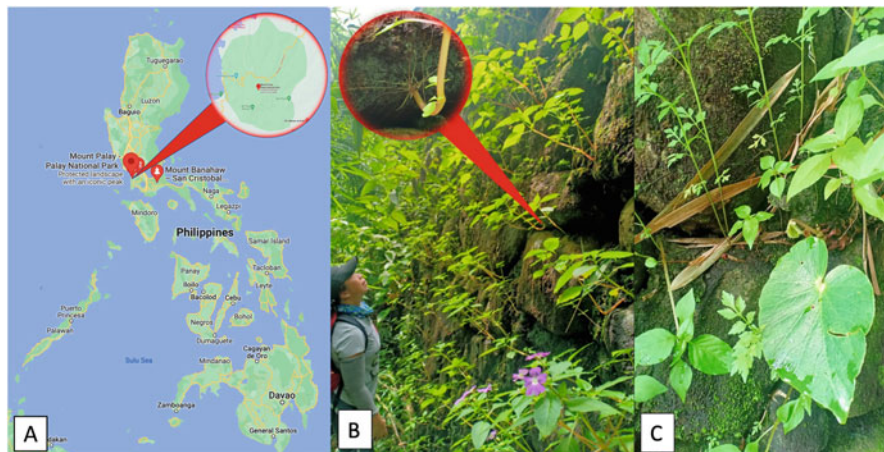 Tuguegarao
Luzon
Baguio
Mount Palay-
Palay National Park
Protected landscape
with an iconic peak
Mount Banahaw
- San Cristobal
Naga
Legazpi
Mindoro
Philippines
Samar Island
Panay
Iloilo
Tacloban
Leyte
Bacolod
Cebu
Puerto
Princesa
Palawan
Negros
Bohol
Dumaguete
Sulu Sea
Mindanao
Cagayan
de Oro
Zamboanga
Davao
General Santos
A
B
C